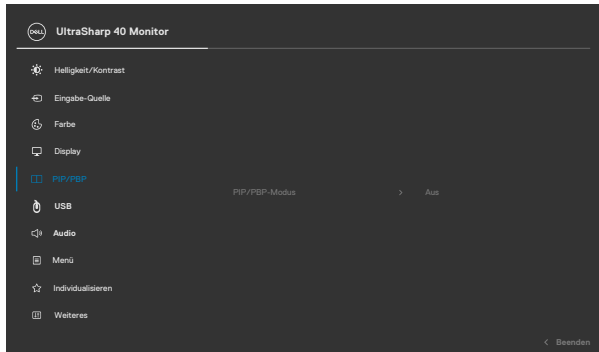 DELL UltraSharp 40 Monitor
Helligkeit/Kontrast
Eingabe-Quelle
Farbe
Display
PIP/PBP
PIP/PBP-Modus > Aus
USB
Audio
Menü
Individualisieren
Weiteres
< Beenden